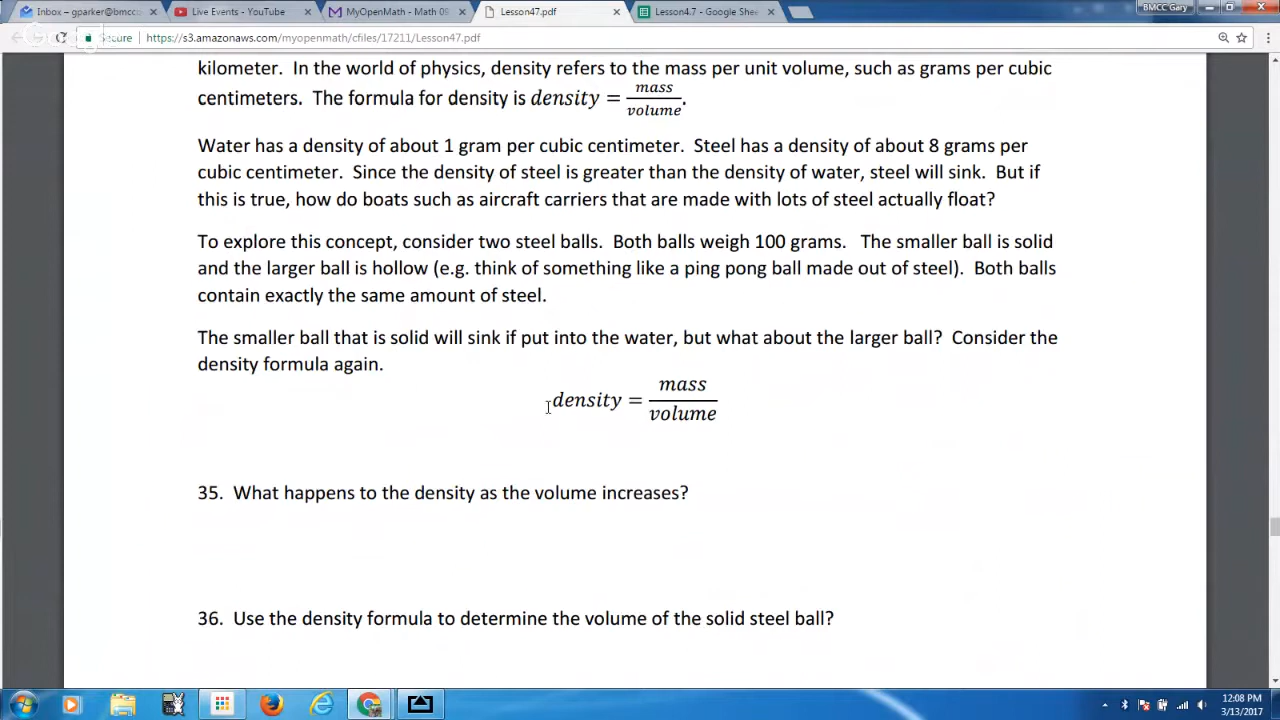 Inbox – gparker@bmcc:
Live Events - YouTube
MyOpenMath - Math 09
Lesson47.pdf
Lesson4.7 - Google She
BMCC Gary
Secure https://s3.amazonaws.com/myopenmath/cfiles/17211/Lesson47.pdf
kilometer. In the world of physics, density refers to the mass per unit volume, such as grams per cubic
centimeters. The formula for density is density = mass/volume.
Water has a density of about 1 gram per cubic centimeter. Steel has a density of about 8 grams per
cubic centimeter. Since the density of steel is greater than the density of water, steel will sink. But if
this is true, how do boats such as aircraft carriers that are made with lots of steel actually float?
To explore this concept, consider two steel balls. Both balls weigh 100 grams. The smaller ball is solid
and the larger ball is hollow (e.g. think of something like a ping pong ball made out of steel). Both balls
contain exactly the same amount of steel.
The smaller ball that is solid will sink if put into the water, but what about the larger ball? Consider the
density formula again.
density = mass/volume
35. What happens to the density as the volume increases?
36. Use the density formula to determine the volume of the solid steel ball?
12:08 PM
3/13/2017